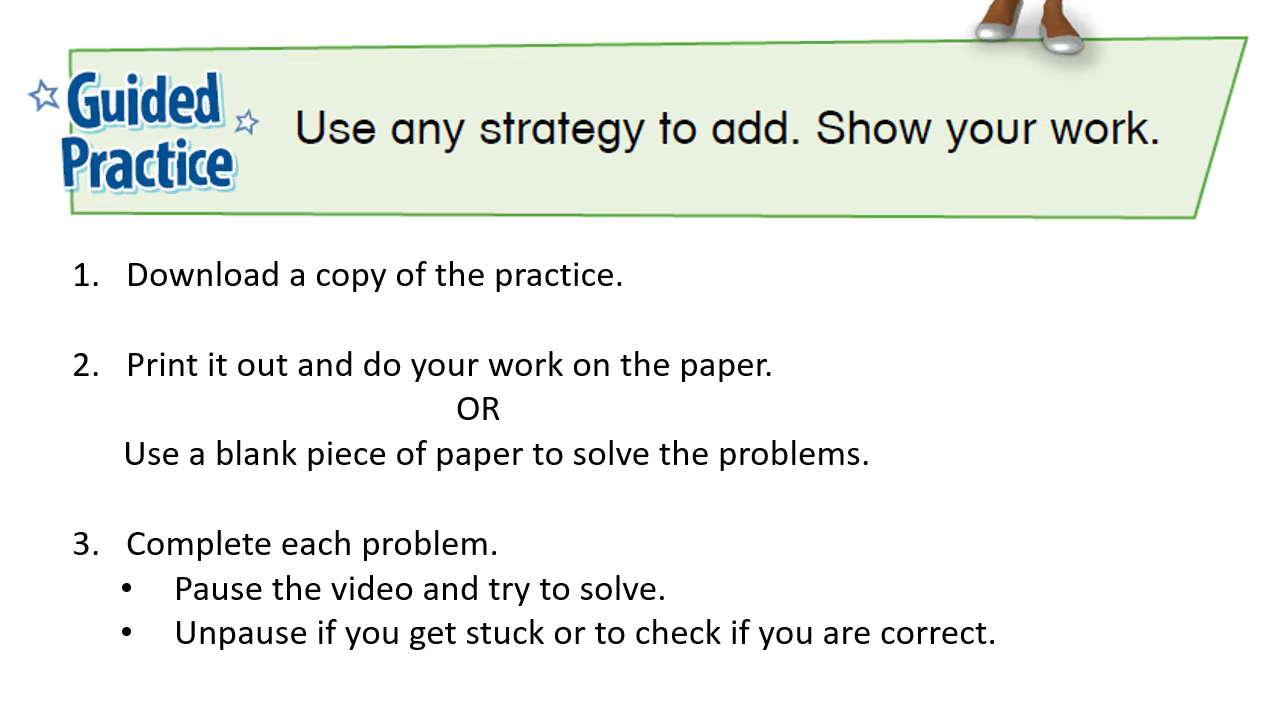 Guided
Practice
Use any strategy to add. Show your work.
1. Download a copy of the practice.
2. Print it out and do your work on the paper.
OR
Use a blank piece of paper to solve the problems.
3. Complete each problem.
• Pause the video and try to solve.
• Unpause if you get stuck or to check if you are correct.